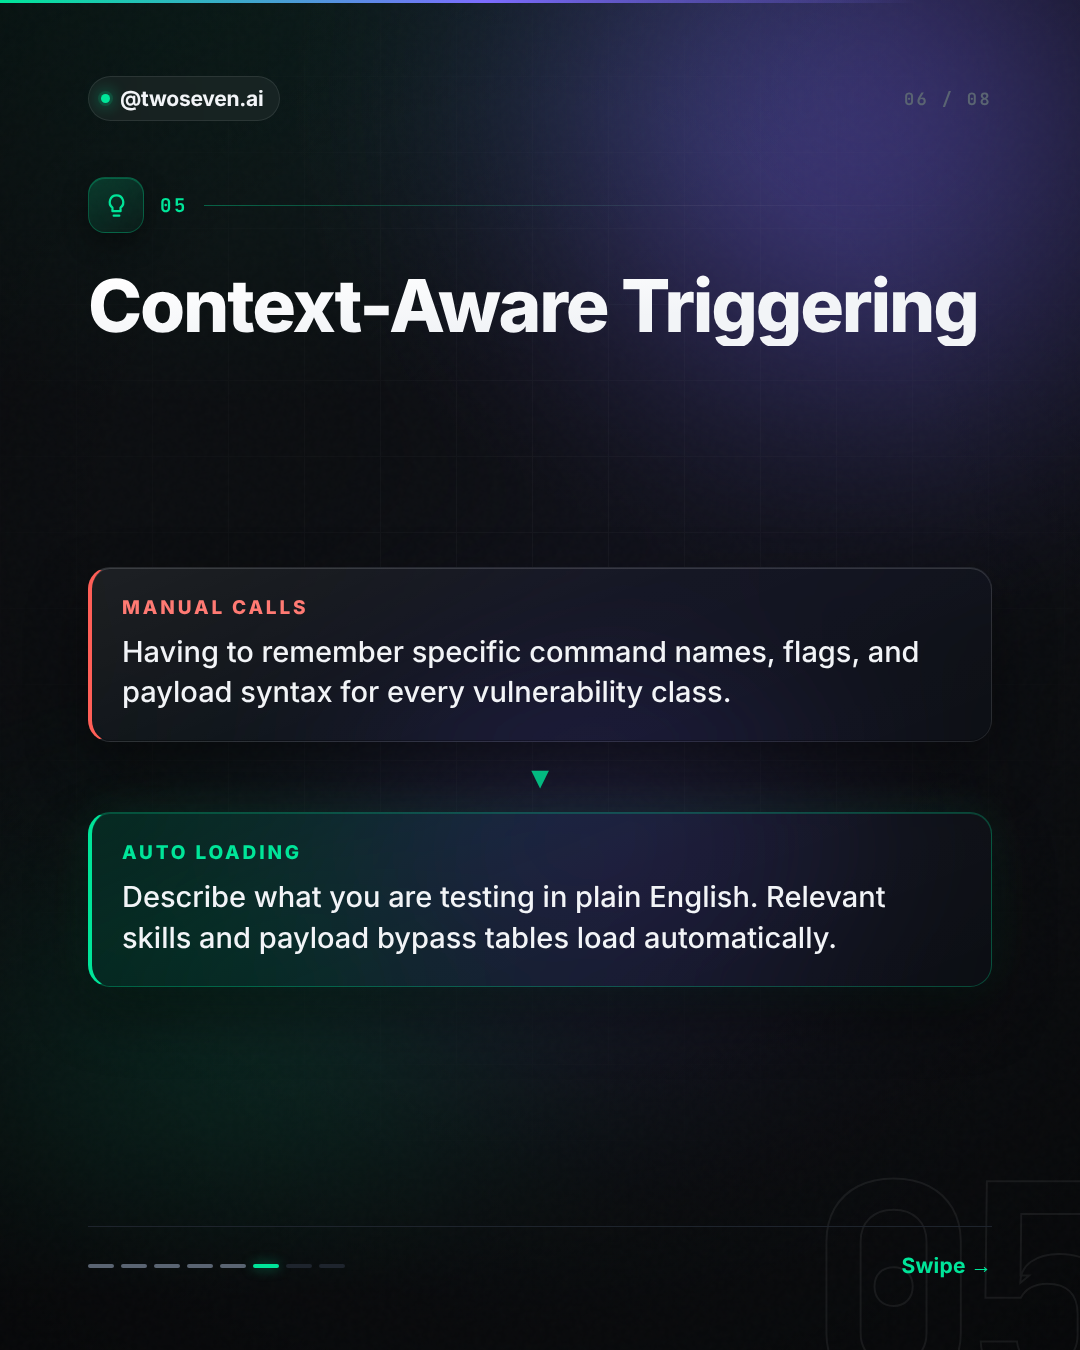 @twoseven.ai
06 / 08
05
Context-Aware Triggering
MANUAL CALLS
Having to remember specific command names, flags, and
payload syntax for every vulnerability class.
▼
AUTO LOADING
Describe what you are testing in plain English. Relevant
skills and payload bypass tables load automatically.
05
Swipe →